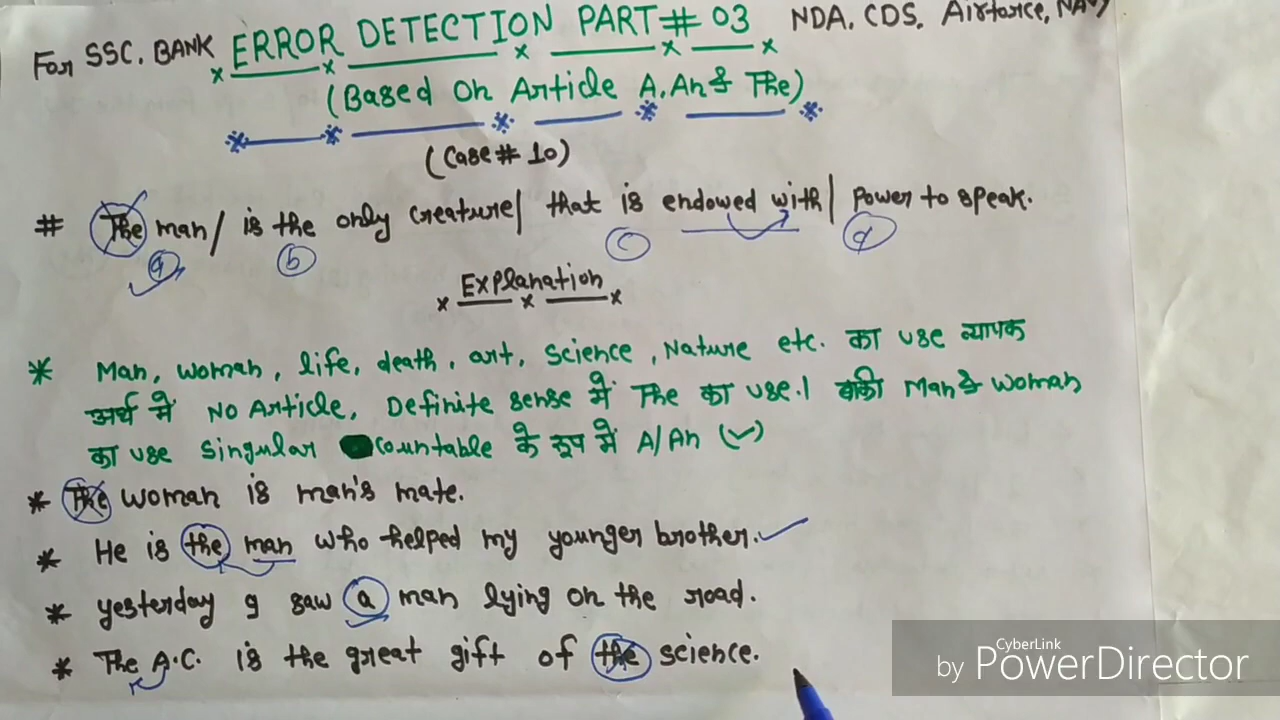 For SSC, BANK ERROR DETECTION PART# 03 NDA, CDS, Airforce, NAVY
(Based On Article A, An & The)
(Case# 10)
# The man/ is the only creature/ that is endowed with/ power to speak.
a b c d
Explanation
* Man, woman, life, death, art, science, Nature etc. का use व्यापक
अर्थ में NO Article, Definite sense में The का use.। बाकी Man & woman
का use singular countable के रूप में A/An (✓)
* The woman is man's mate.
* He is the man who helped my younger brother.
* yesterday I saw a man lying on the road.
* The A.C. is the great gift of the science.
CyberLink
by PowerDirector